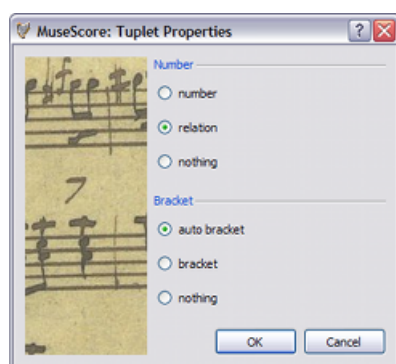 MuseScore: Tuplet Properties
Number
number
relation
nothing
7
Bracket
auto bracket
bracket
nothing
OK Cancel